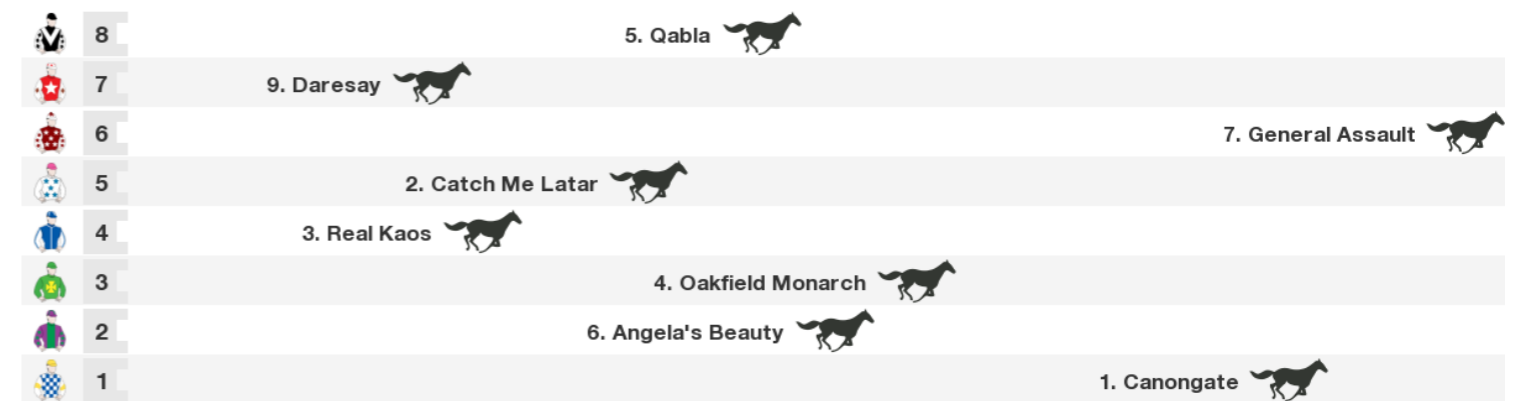 8 5. Qabla
7 9. Daresay
6 7. General Assault
5 2. Catch Me Latar
4 3. Real Kaos
3 4. Oakfield Monarch
2 6. Angela's Beauty
1 1. Canongate